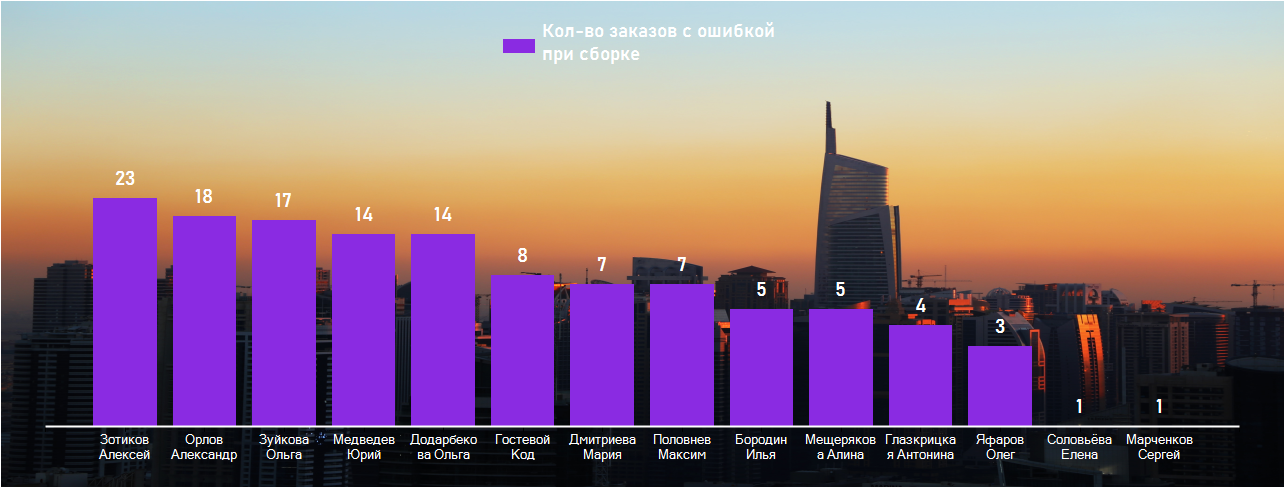 Кол-во заказов с ошибкой
при сборке
23
18
17
14
14
8
7
7
5
5
4
3
1
1
Зотиков
Алексей
Орлов
Александр
Зуйкова
Ольга
Медведев
Юрий
Додарбеко
ва Ольга
Гостевой
Код
Дмитриева
Мария
Половнев
Максим
Бородин
Илья
Мещеряков
а Алина
Глазкрицка
я Антонина
Яфаров
Олег
Соловьёва
Елена
Марченков
Сергей